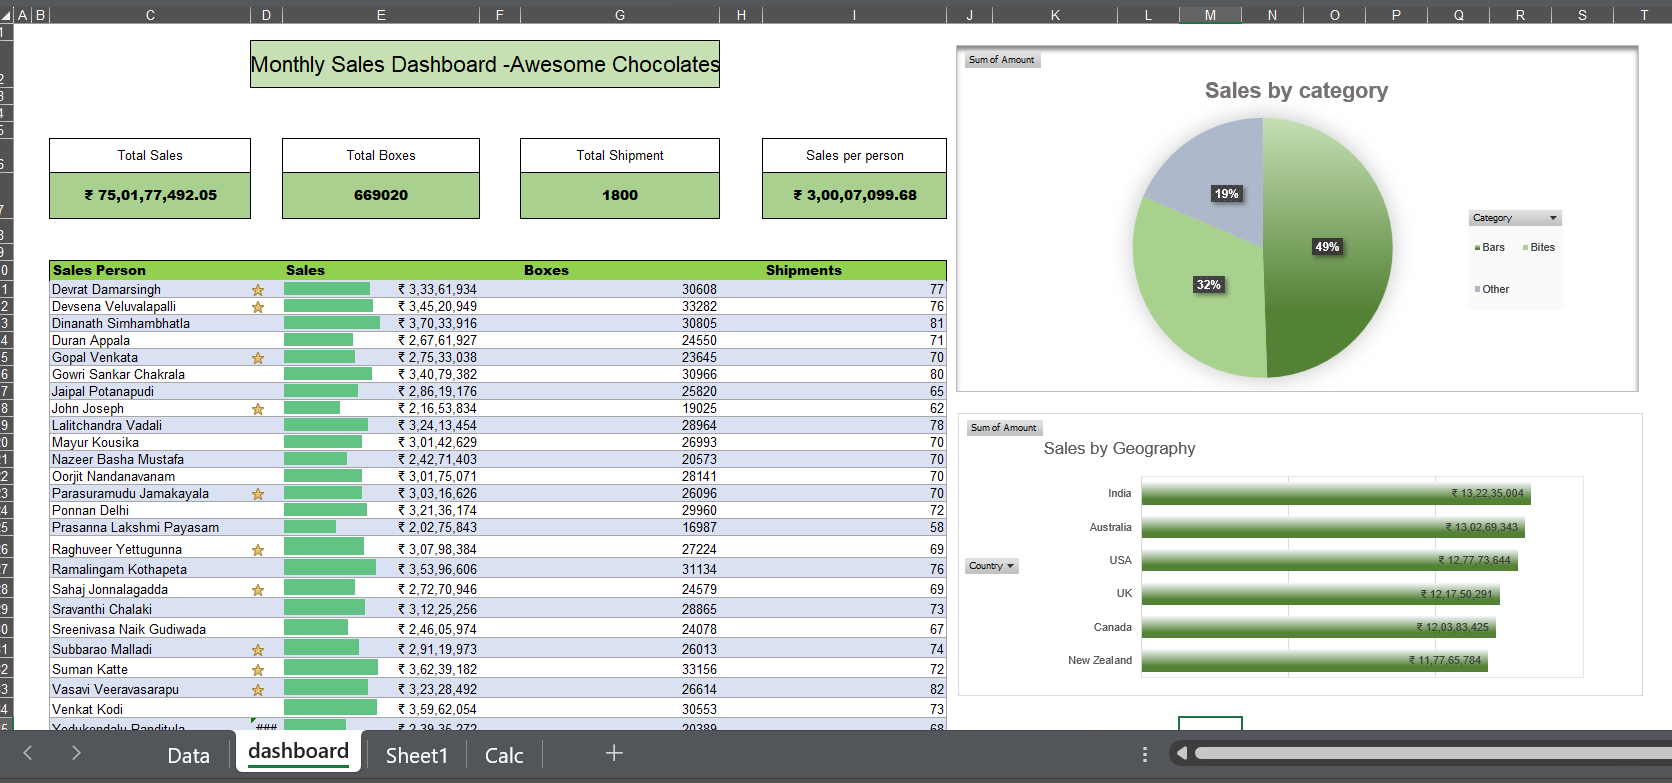 A B C D E F G H I J K L M N O P Q R S T
Monthly Sales Dashboard -Awesome Chocolates
Total Sales Total Boxes Total Shipment Sales per person
₹ 75,01,77,492.05 669020 1800 ₹ 3,00,07,099.68
Sales Person Sales Boxes Shipments
Devrat Damarsingh ₹ 3,33,61,934 30608 77
Devsena Veluvalapalli ₹ 3,45,20,949 33282 76
Dinanath Simhambhatla ₹ 3,70,33,916 30805 81
Duran Appala ₹ 2,67,61,927 24550 71
Gopal Venkata ₹ 2,75,33,038 23645 70
Gowri Sankar Chakrala ₹ 3,40,79,382 30966 80
Jaipal Potanapudi ₹ 2,86,19,176 25820 65
John Joseph ₹ 2,16,53,834 19025 62
Lalitchandra Vadali ₹ 3,24,13,454 28964 78
Mayur Kousika ₹ 3,01,42,629 26993 70
Nazeer Basha Mustafa ₹ 2,42,71,403 20573 70
Oorjit Nandanavanam ₹ 3,01,75,071 28141 70
Parasuramudu Jamakayala ₹ 3,03,16,626 26096 70
Ponnan Delhi ₹ 3,21,36,174 29960 72
Prasanna Lakshmi Payasam ₹ 2,02,75,843 16987 58
Raghuveer Yettugunna ₹ 3,07,98,384 27224 69
Ramalingam Kothapeta ₹ 3,53,96,606 31134 76
Sahaj Jonnalagadda ₹ 2,72,70,946 24579 69
Sravanthi Chalaki ₹ 3,12,25,256 28865 73
Sreenivasa Naik Gudiwada ₹ 2,46,05,974 24078 67
Subbarao Malladi ₹ 2,91,19,973 26013 74
Suman Katte ₹ 3,62,39,182 33156 72
Vasavi Veeravasarapu ₹ 3,23,28,492 26614 82
Venkat Kodi ₹ 3,59,62,054 30553 73
Yedukondalu Panditula ### ₹ 2,39,35,272 20389 68
Sum of Amount
Sales by category
19%
49%
32%
Category
Bars Bites
Other
Sum of Amount
Sales by Geography
India ₹ 13,22,35,004
Australia ₹ 13,02,69,343
USA ₹ 12,77,73,644
Country
UK ₹ 12,17,50,291
Canada ₹ 12,03,83,425
New Zealand ₹ 11,77,65,784
Data dashboard Sheet1 Calc